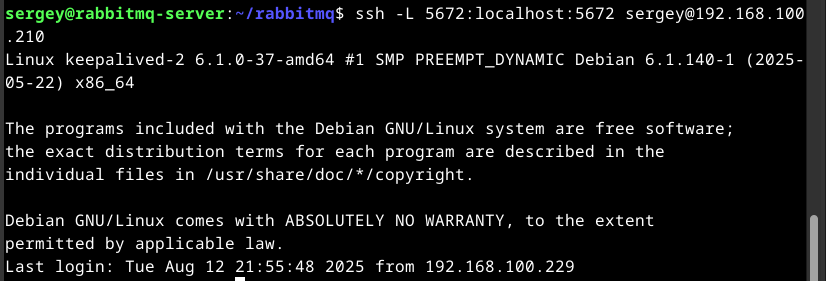 sergey@rabbitmq-server:~/rabbitmq$ ssh -L 5672:localhost:5672 sergey@192.168.100
.210
Linux keepalived-2 6.1.0-37-amd64 #1 SMP PREEMPT_DYNAMIC Debian 6.1.140-1 (2025-
05-22) x86_64

The programs included with the Debian GNU/Linux system are free software;
the exact distribution terms for each program are described in the
individual files in /usr/share/doc/*/copyright.

Debian GNU/Linux comes with ABSOLUTELY NO WARRANTY, to the extent
permitted by applicable law.
Last login: Tue Aug 12 21:55:48 2025 from 192.168.100.229